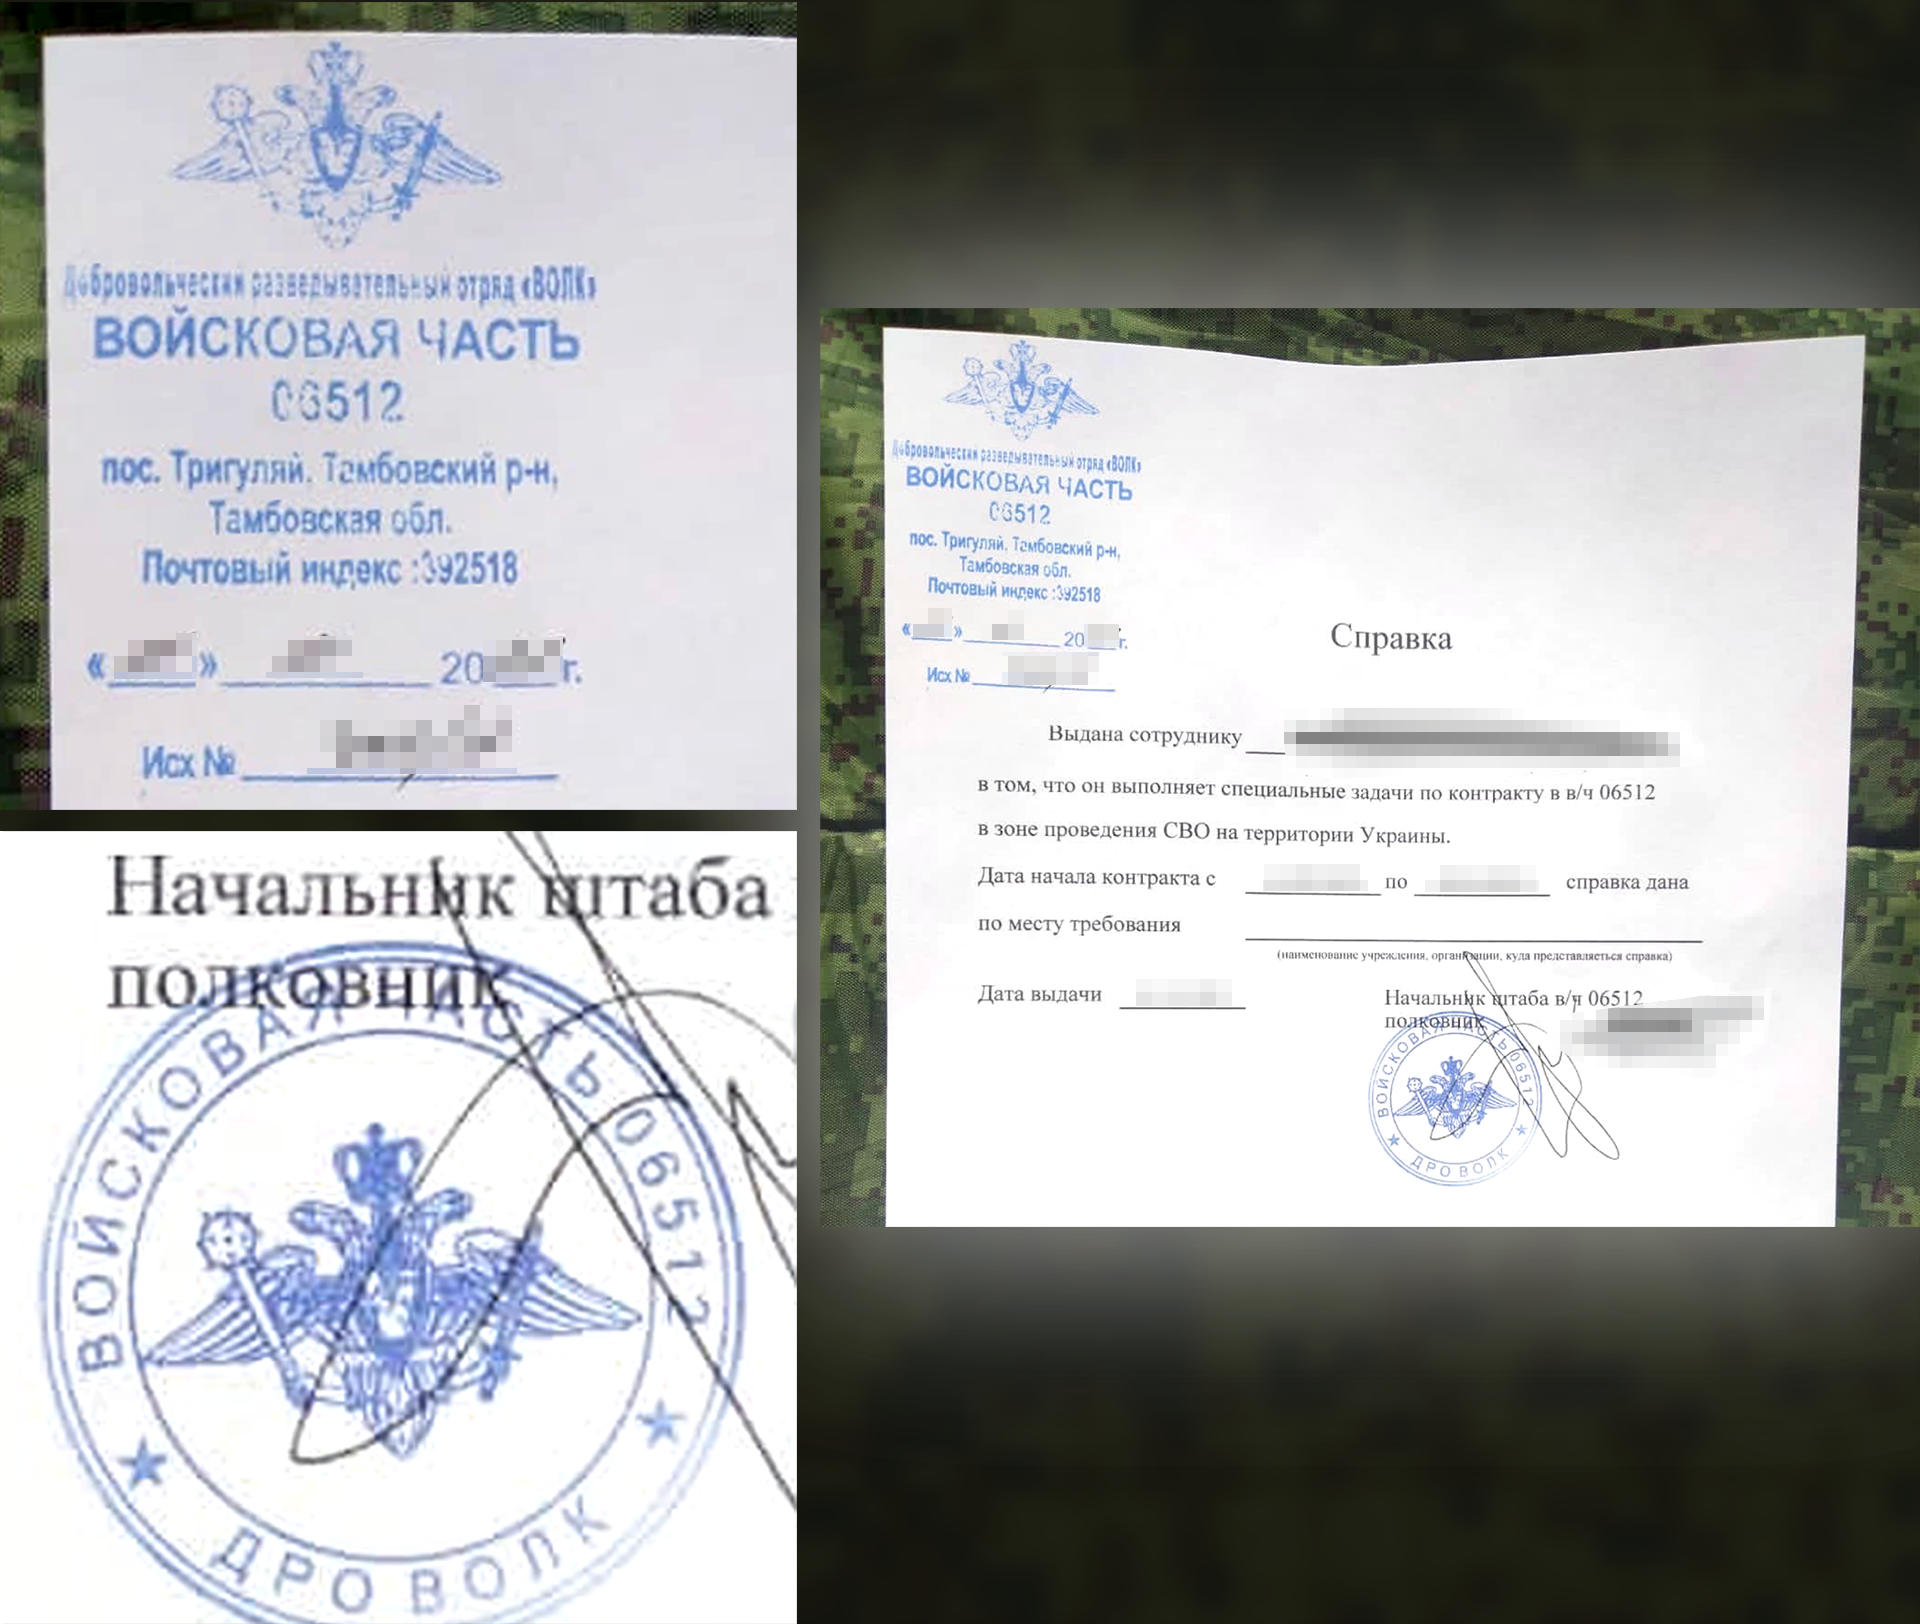 Добровольческий разведывательный отряд «ВОЛК»
ВОЙСКОВАЯ ЧАСТЬ
06512
пос. Тригуляй. Тамбовский р-н,
Тамбовская обл.
Почтовый индекс :392518
« » 20 г.
Исх №
Начальник штаба
полковник
ВОЙСКОВАЯ ЧАСТЬ 06512
ДРО ВОЛК
Добровольческий разведывательный отряд «ВОЛК»
ВОЙСКОВАЯ ЧАСТЬ
06512
пос. Тригуляй. Тамбовский р-н,
Тамбовская обл.
Почтовый индекс :392518
« » 20 г.
Исх №
Справка
Выдана сотруднику
в том, что он выполняет специальные задачи по контракту в в/ч 06512
в зоне проведения СВО на территории Украины.
Дата начала контракта с по справка дана
по месту требования
(наименование учреждения, организации, куда представляеться справка)
Дата выдачи
Начальник штаба в/ч 06512
полковник
ВОЙСКОВАЯ ЧАСТЬ 06512
ДРО ВОЛК